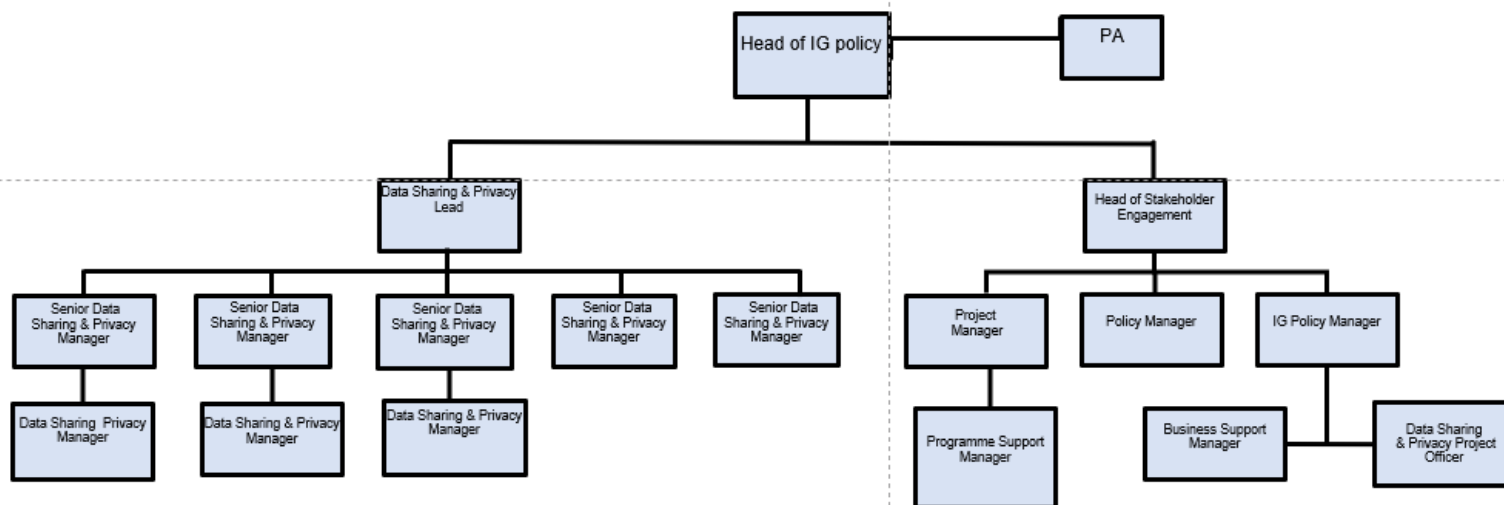 Head of IG policy
PA
Data Sharing & Privacy
Lead
Head of Stakeholder
Engagement
Senior Data
Sharing & Privacy
Manager
Senior Data
Sharing & Privacy
Manager
Senior Data
Sharing & Privacy
Manager
Senior Data
Sharing & Privacy
Manager
Senior Data
Sharing & Privacy
Manager
Project
Manager
Policy Manager
IG Policy Manager
Data Sharing Privacy
Manager
Data Sharing & Privacy
Manager
Data Sharing & Privacy
Manager
Programme Support
Manager
Business Support
Manager
Data Sharing
& Privacy Project
Officer